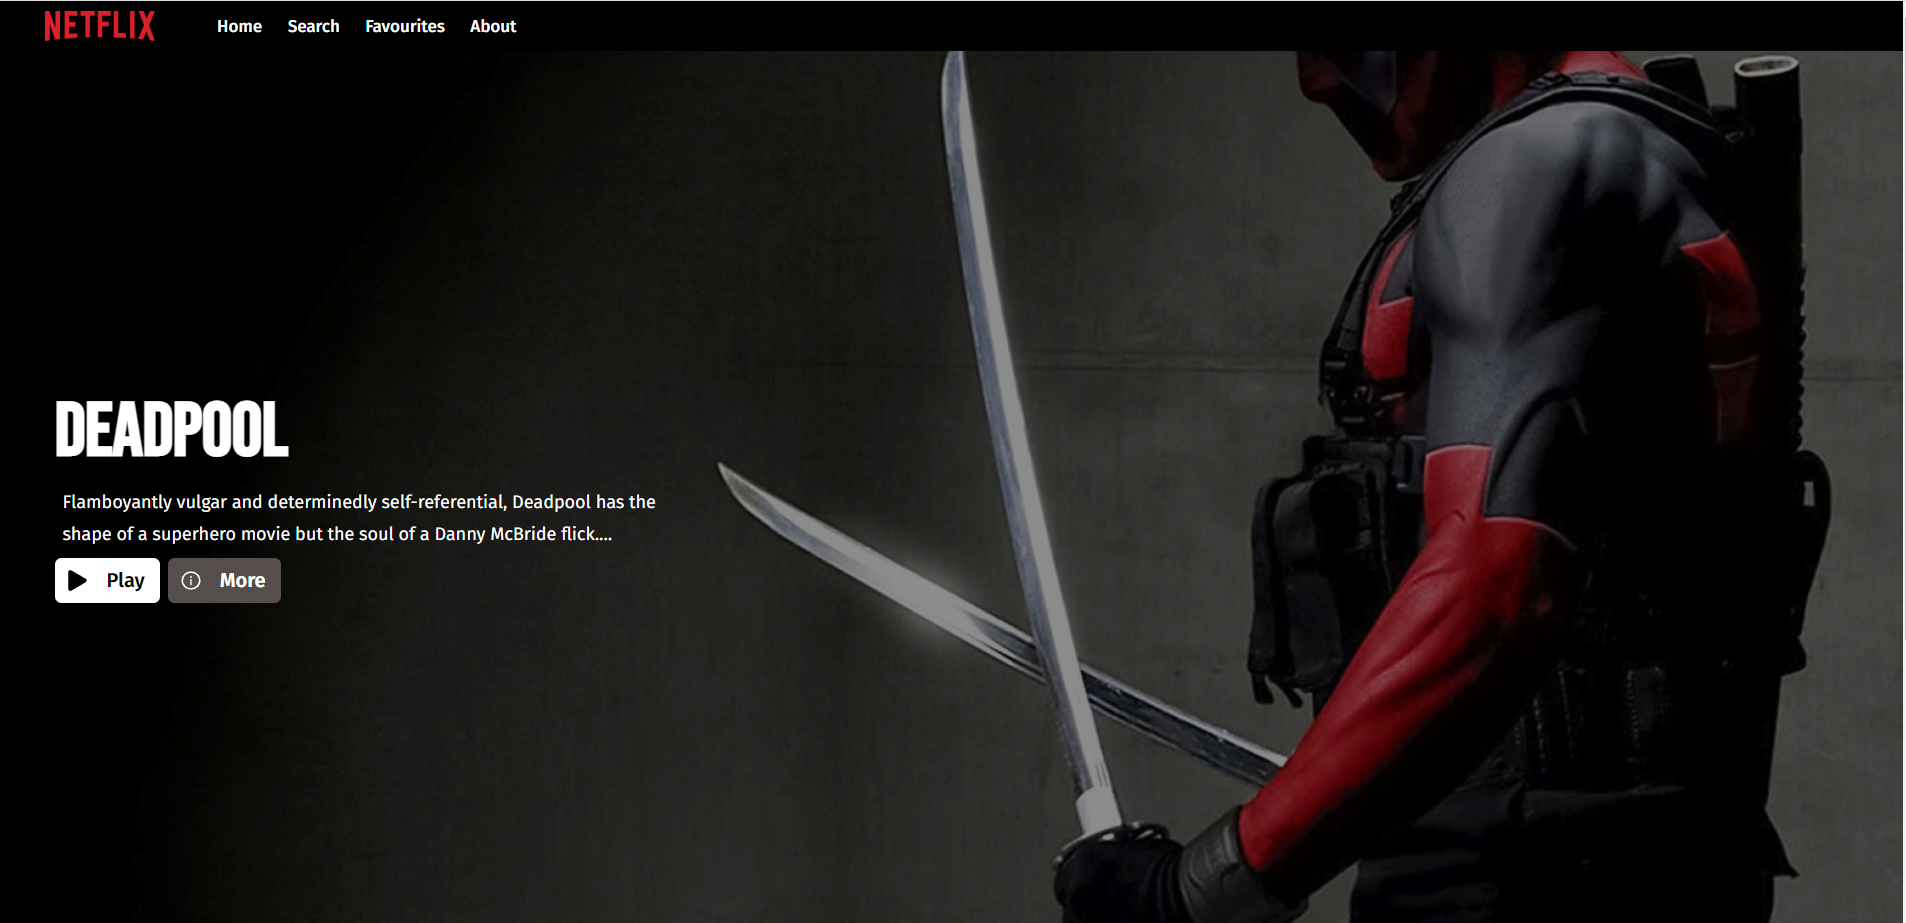 NETFLIX Home Search Favourites About
DEADPOOL
Flamboyantly vulgar and determinedly self-referential, Deadpool has the
shape of a superhero movie but the soul of a Danny McBride flick....
Play More